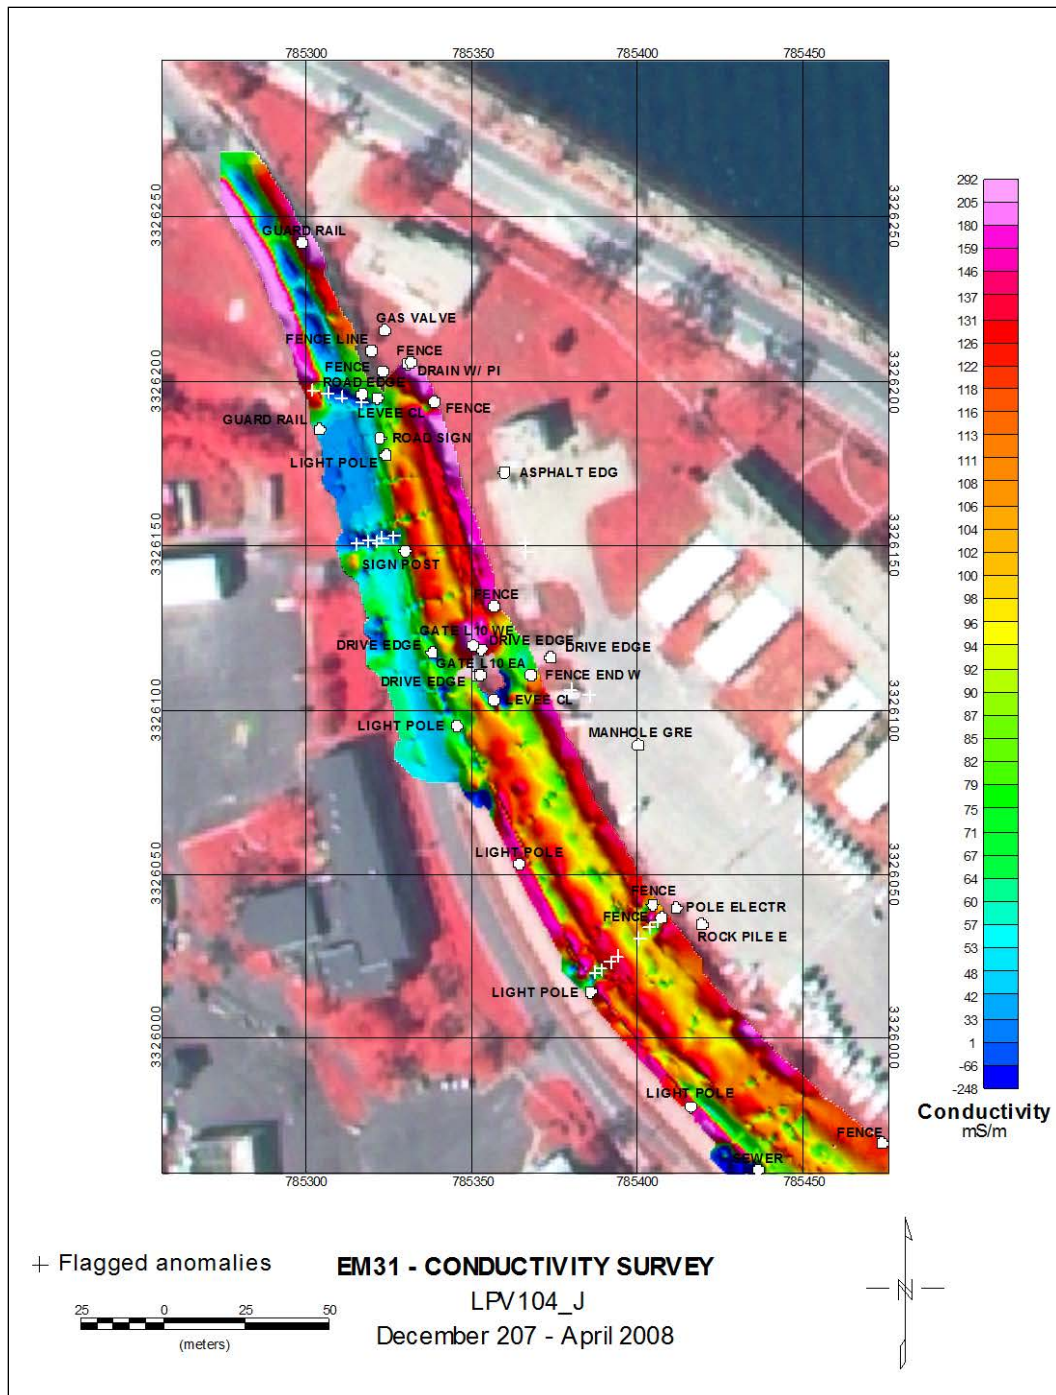 785300 785350 785400 785450
3326250 3326250
GUARD RAIL
GAS VALVE
FENCE LINE
FENCE
FENCE
DRAIN W/ PI
3326200 3326200
ROAD EDGE
LEVEE CL
FENCE
GUARD RAIL
ROAD SIGN
LIGHT POLE
ASPHALT EDG
3326150 3326150
SIGN POST
FENCE
GATE L10 WE
DRIVE EDGE
DRIVE EDGE
DRIVE EDGE
GATE L10 EA
DRIVE EDGE
FENCE END W
LEVEE CL
3326100 3326100
LIGHT POLE
MANHOLE GRE
LIGHT POLE
3326050 3326050
FENCE
POLE ELECTR
FENCE
ROCK PILE E
LIGHT POLE
3326000 3326000
LIGHT POLE
FENCE
SEWER
785300 785350 785400 785450
292
205
180
159
146
137
131
126
122
118
116
113
111
108
106
104
102
100
98
96
94
92
90
87
85
82
79
75
71
67
64
60
57
53
48
42
33
1
-66
-248
Conductivity
mS/m
+ Flagged anomalies
25 0 25 50
(meters)
EM31 - CONDUCTIVITY SURVEY
LPV104_J
December 207 - April 2008
N